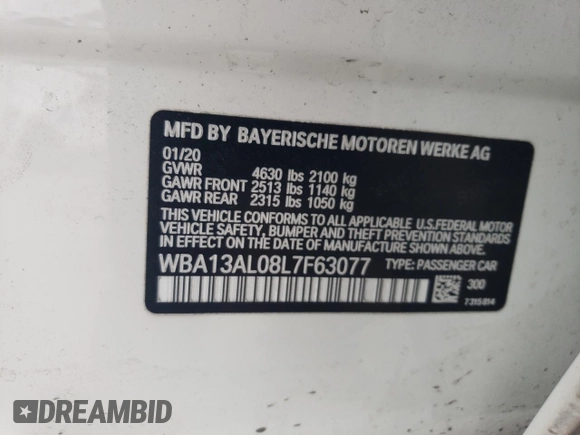 MFD BY BAYERISCHE MOTOREN WERKE AG
01/20
GVWR 4630 lbs 2100 kg
GAWR FRONT 2513 lbs 1140 kg
GAWR REAR 2315 lbs 1050 kg
THIS VEHICLE CONFORMS TO ALL APPLICABLE U.S. FEDERAL MOTOR
VEHICLE SAFETY, BUMPER AND THEFT PREVENTION STANDARDS
IN EFFECT ON THE DATE OF MANUFACTURE SHOWN ABOVE.
WBA13AL08L7F63077 TYPE: PASSENGER CAR
300
7315814
DREAMBID